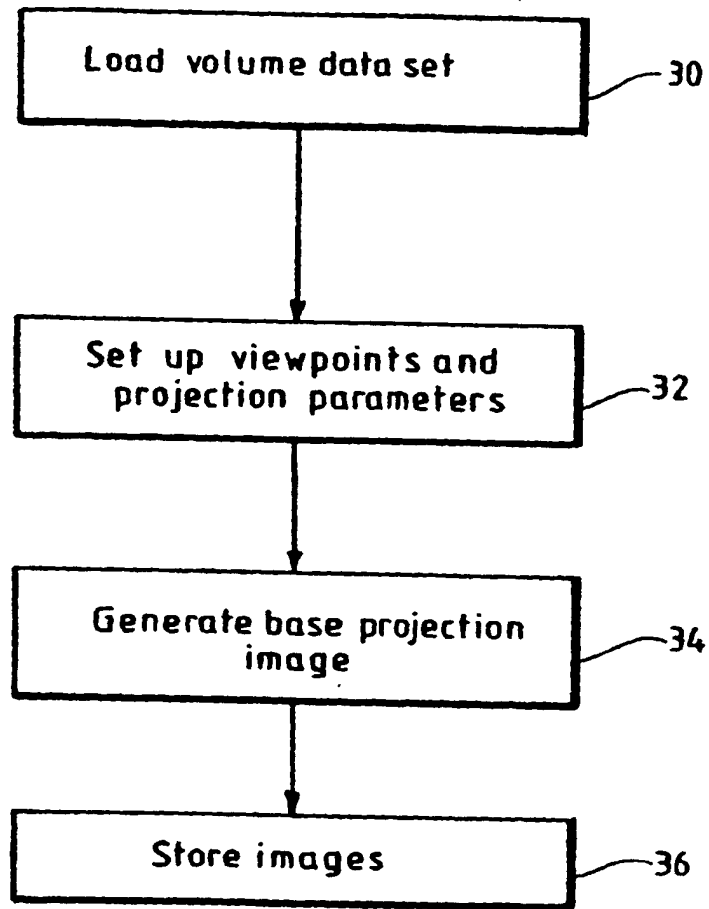 Load volume data set
30
Set up viewpoints and
projection parameters
32
Generate base projection
image
34
Store images
36